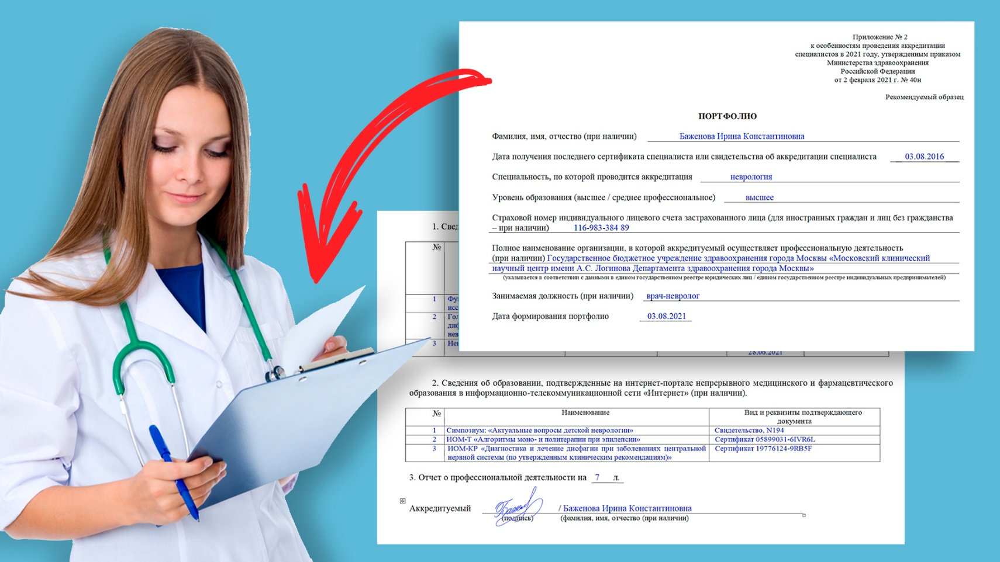 Приложение № 2
к особенностям проведения аккредитации
специалистов в 2021 году, утвержденным приказом
Министерства здравоохранения
Российской Федерации
от 2 февраля 2021 г. № 40н
Рекомендуемый образец
ПОРТФОЛИО
Фамилия, имя, отчество (при наличии) Баженова Ирина Константиновна
Дата получения последнего сертификата специалиста или свидетельства об аккредитации специалиста 03.08.2016
Специальность, по которой проводится аккредитация неврология
Уровень образования (высшее / среднее профессиональное) высшее
Страховой номер индивидуального лицевого счета застрахованного лица (для иностранных граждан и лиц без гражданства
– при наличии) 116-983-384 89
Полное наименование организации, в которой аккредитуемый осуществляет профессиональную деятельность
(при наличии) Государственное бюджетное учреждение здравоохранения города Москвы «Московский клинический
научный центр имени А.С. Логинова Департамента здравоохранения города Москвы»
(указывается в соответствии с данными в едином государственном реестре юридических лиц / едином государственном реестре индивидуальных предпринимателей)
Занимаемая должность (при наличии) врач-невролог
Дата формирования портфолио 03.08.2021
1. Свед
№
1 Фу
исс
2 Гол
диф
нев
3 Не
28.06.2021
2. Сведения об образовании, подтвержденные на интернет-портале непрерывного медицинского и фармацевтического
образования в информационно-телекоммуникационной сети «Интернет» (при наличии).
№ Наименование Вид и реквизиты подтверждающего
документа
1 Симпозиум: «Актуальные вопросы детской неврологии» Свидетельство, N194
2 ИОМ-Т «Алгоритмы моно- и политерапии при эпилепсии» Сертификат 05899031-6IVR6L
3 ИОМ-КР «Диагностика и лечение дисфагии при заболеваниях центральной Сертификат 19776124-9RB5F
нервной системы (по утвержденным клиническим рекомендациям)»
3. Отчет о профессиональной деятельности на 7 л.
Аккредитуемый / Баженова Ирина Константиновна
(подпись) (фамилия, имя, отчество (при наличии)